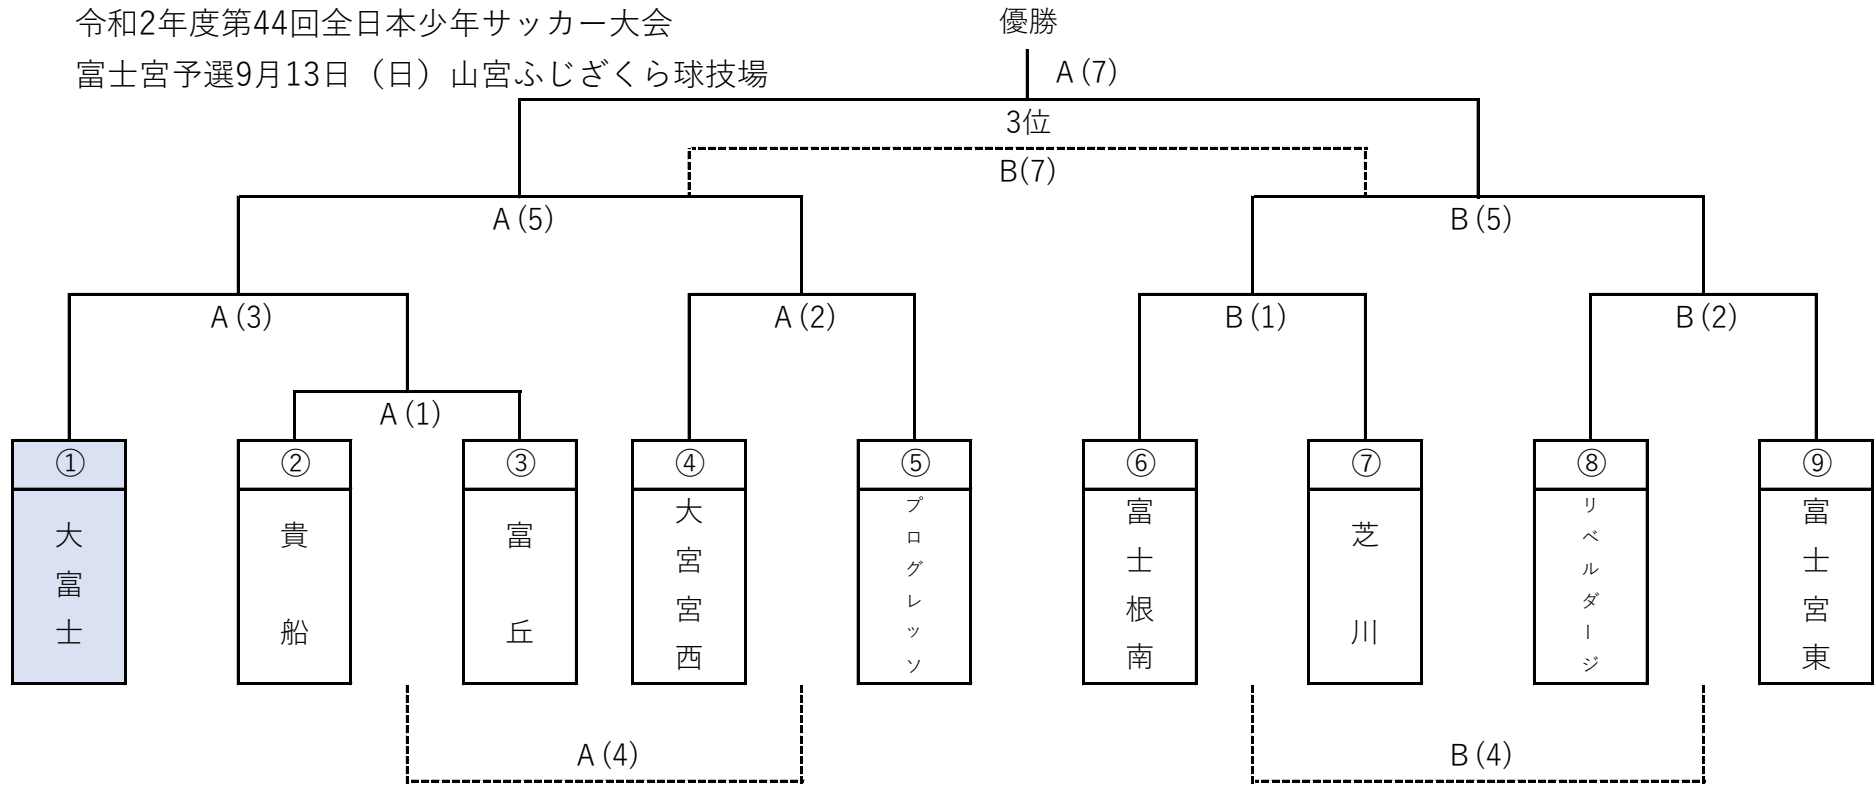 令和2年度第44回全日本少年サッカー大会
優勝
富士宮予選9月13日（日）山宮ふじざくら球技場
A (7)
3位
B(7)
A (5)
B (5)
A (3)
A (2)
B (1)
B (2)
A (1)
①
②
③
④
⑤
⑥
⑦
⑧
⑨
大富士
貴船
富丘
大宮宮西
プログレッソ
富士根南
芝川
リベルダージ
富士宮東
A (4)
B (4)